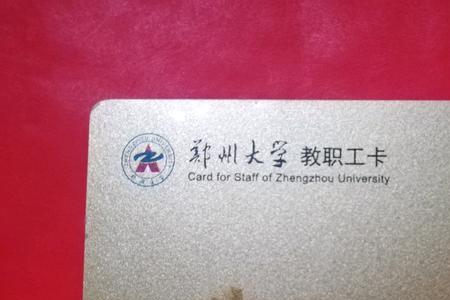 郑州大学 教职工卡
Card for Staff of Zhengzhou University